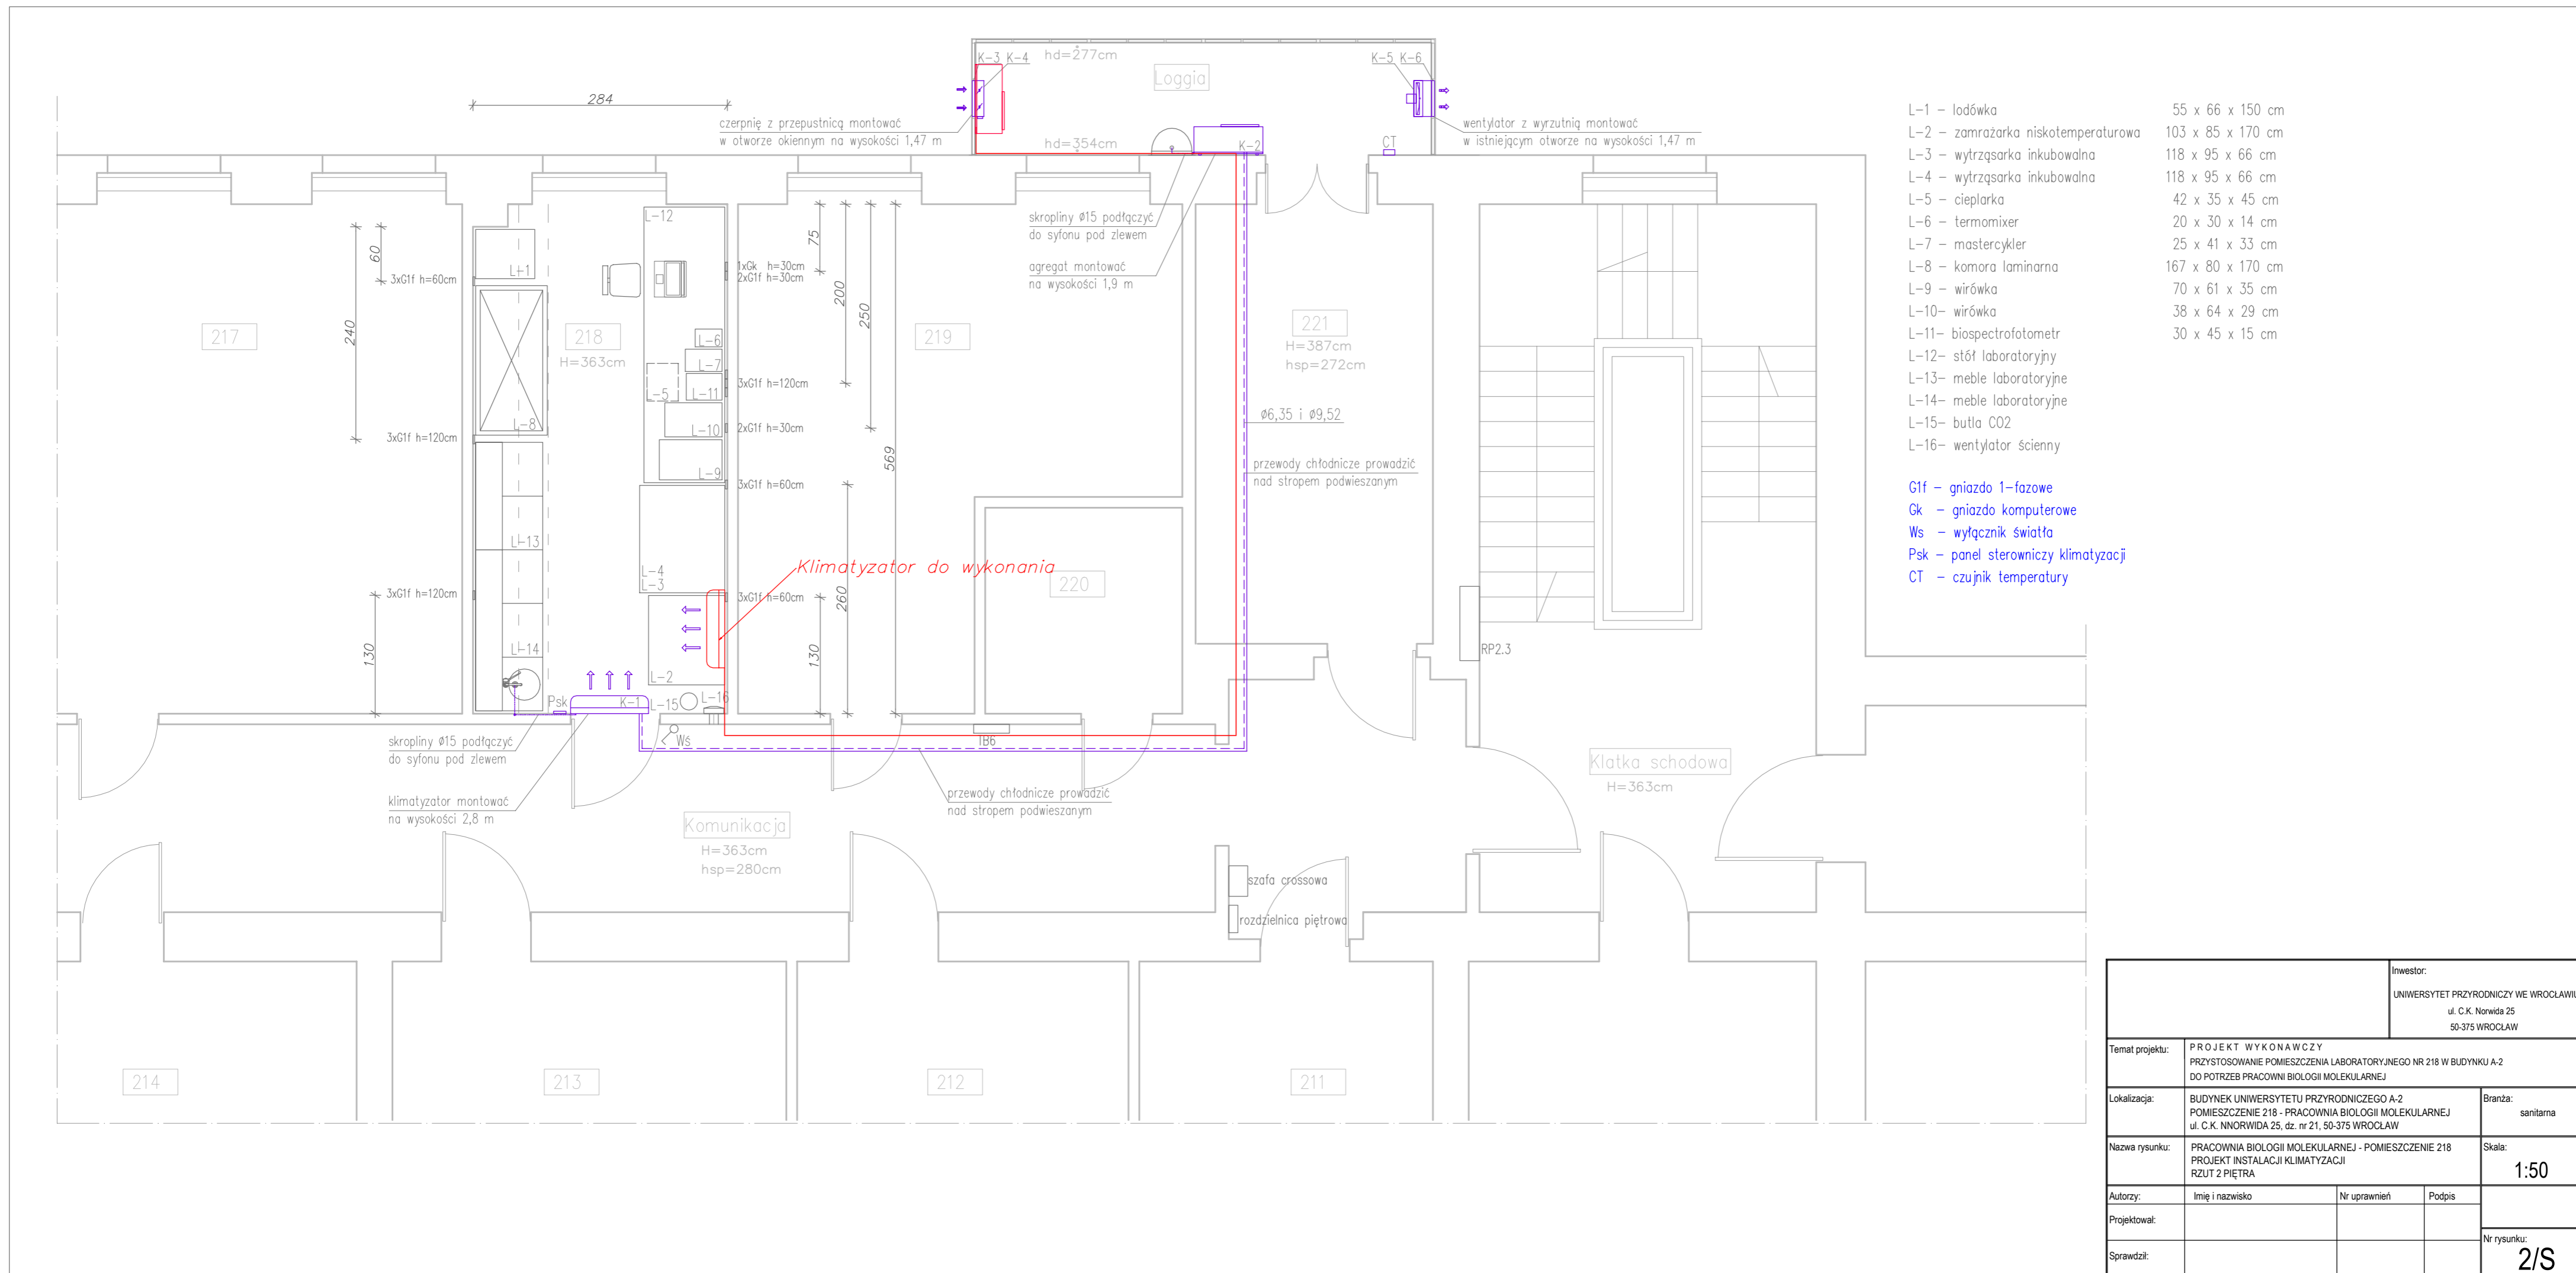 K-3 K-4
hd=277cm
Loggia
K-5 K-6
284
czerpnię z przepustnicą montować
w otworze okiennym na wysokości 1,47 m
wentylator z wyrzutnią montować
w istniejącym otworze na wysokości 1,47 m
hd=354cm
K-2
CT
L-1 – lodówka 55 x 66 x 150 cm
L-2 – zamrażarka niskotemperaturowa 103 x 85 x 170 cm
L-3 – wytrząsarka inkubowalna 118 x 95 x 66 cm
L-4 – wytrząsarka inkubowalna 118 x 95 x 66 cm
L-5 – cieplarka 42 x 35 x 45 cm
L-6 – termomixer 20 x 30 x 14 cm
L-7 – mastercykler 25 x 41 x 33 cm
L-8 – komora laminarna 167 x 80 x 170 cm
L-9 – wirówka 70 x 61 x 35 cm
L-10– wirówka 38 x 64 x 29 cm
L-11– biospectrofotometr 30 x 45 x 15 cm
L-12– stół laboratoryjny
L-13– meble laboratoryjne
L-14– meble laboratoryjne
L-15– butla CO2
L-16– wentylator ścienny
G1f – gniazdo 1-fazowe
Gk – gniazdo komputerowe
Ws – wyłącznik światła
Psk – panel sterowniczy klimatyzacji
CT – czujnik temperatury
L-12
skropliny ø15 podłączyć
do syfonu pod zlewem
agregat montować
na wysokości 1,9 m
60
75
L-1
3xG1f h=60cm
1xGk h=30cm
2xG1f h=30cm
200
250
240
217
218
H=363cm
219
221
H=387cm
hsp=272cm
L-6
L-7
L-5
L-11
3xG1f h=120cm
L-8
L-10
2xG1f h=30cm
ø6,35 i ø9,52
3xG1f h=120cm
569
L-9
3xG1f h=60cm
przewody chłodnicze prowadzić
nad stropem podwieszanym
L-13
L-4
L-3
Klimatyzator do wykonania
220
3xG1f h=120cm
3xG1f h=60cm
260
130
130
L-14
L-2
RP2.3
Psk
K-1
L-15
L-16
Wś
TB6
skropliny ø15 podłączyć
do syfonu pod zlewem
klimatyzator montować
na wysokości 2,8 m
przewody chłodnicze prowadzić
nad stropem podwieszanym
Klatka schodowa
H=363cm
Komunikacja
H=363cm
hsp=280cm
szafa crossowa
rozdzielnica piętrowa
214
213
212
211
Inwestor:
UNIWERSYTET PRZYRODNICZY WE WROCŁAWIU
ul. C.K. Norwida 25
50-375 WROCŁAW
Temat projektu:
PROJEKT WYKONAWCZY
PRZYSTOSOWANIE POMIESZCZENIA LABORATORYJNEGO NR 218 W BUDYNKU A-2
DO POTRZEB PRACOWNI BIOLOGII MOLEKULARNEJ
Lokalizacja:
BUDYNEK UNIWERSYTETU PRZYRODNICZEGO A-2
POMIESZCZENIE 218 - PRACOWNIA BIOLOGII MOLEKULARNEJ
ul. C.K. NNORWIDA 25, dz. nr 21, 50-375 WROCŁAW
Branża:
sanitarna
Nazwa rysunku:
PRACOWNIA BIOLOGII MOLEKULARNEJ - POMIESZCZENIE 218
PROJEKT INSTALACJI KLIMATYZACJI
RZUT 2 PIĘTRA
Skala:
1:50
Autorzy: Imię i nazwisko Nr uprawnień Podpis
Projektował:
Sprawdził:
Nr rysunku:
2/S